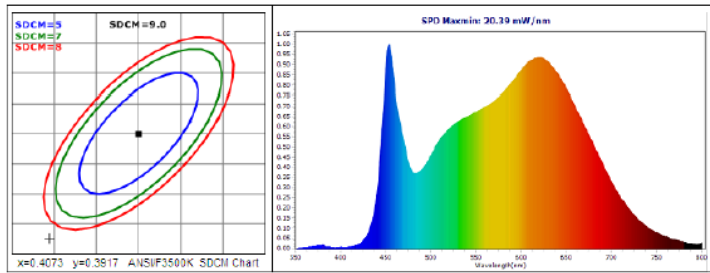 SDCM=5
SDCM=7
SDCM=8
SDCM=9.0
x=0.4073 y=0.3917 ANSI/F3500K SDCM Chart
SPD Maxmin: 20.39 mW/nm
1.05
1.00
0.95
0.90
0.85
0.80
0.75
0.70
0.65
0.60
0.55
0.50
0.45
0.40
0.35
0.30
0.25
0.20
0.15
0.10
0.05
0.00
350 400 450 500 550 600 650 700 750 800
Wavelength(nm)